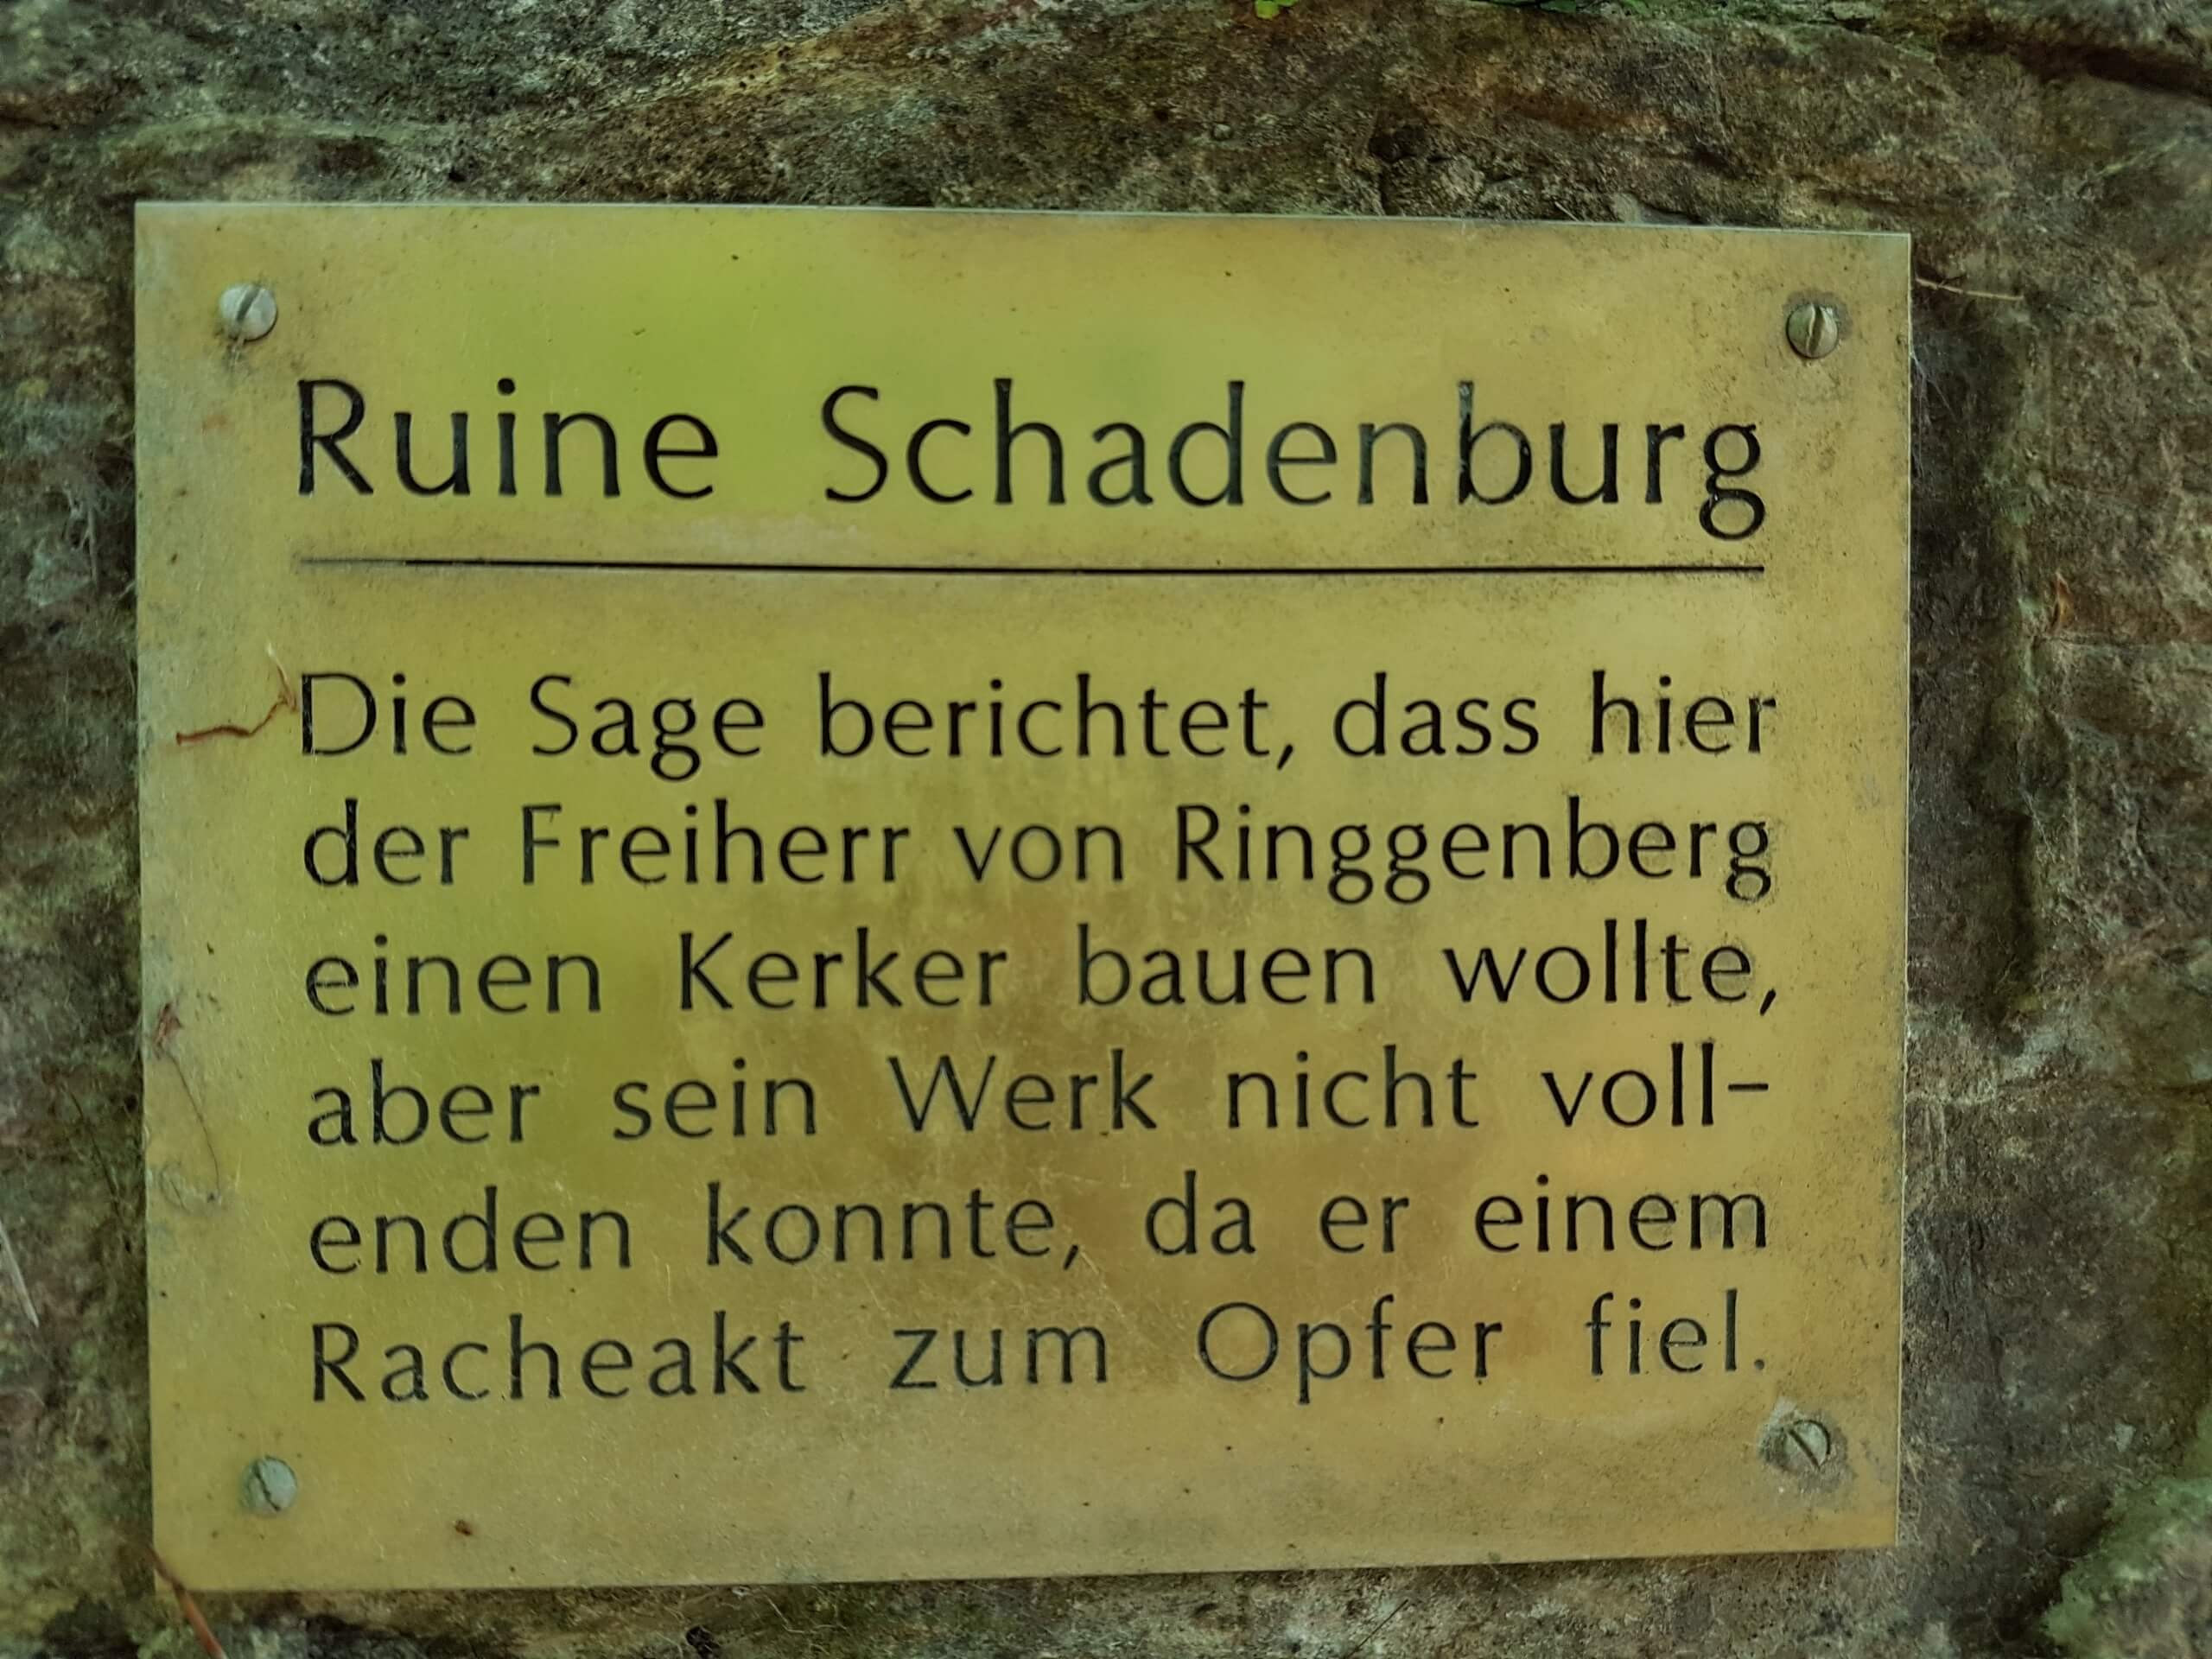 Ruine Schadenburg
Die Sage berichtet, dass hier
der Freiherr von Ringgenberg
einen Kerker bauen wollte,
aber sein Werk nicht voll-
enden konnte, da er einem
Racheakt zum Opfer fiel.